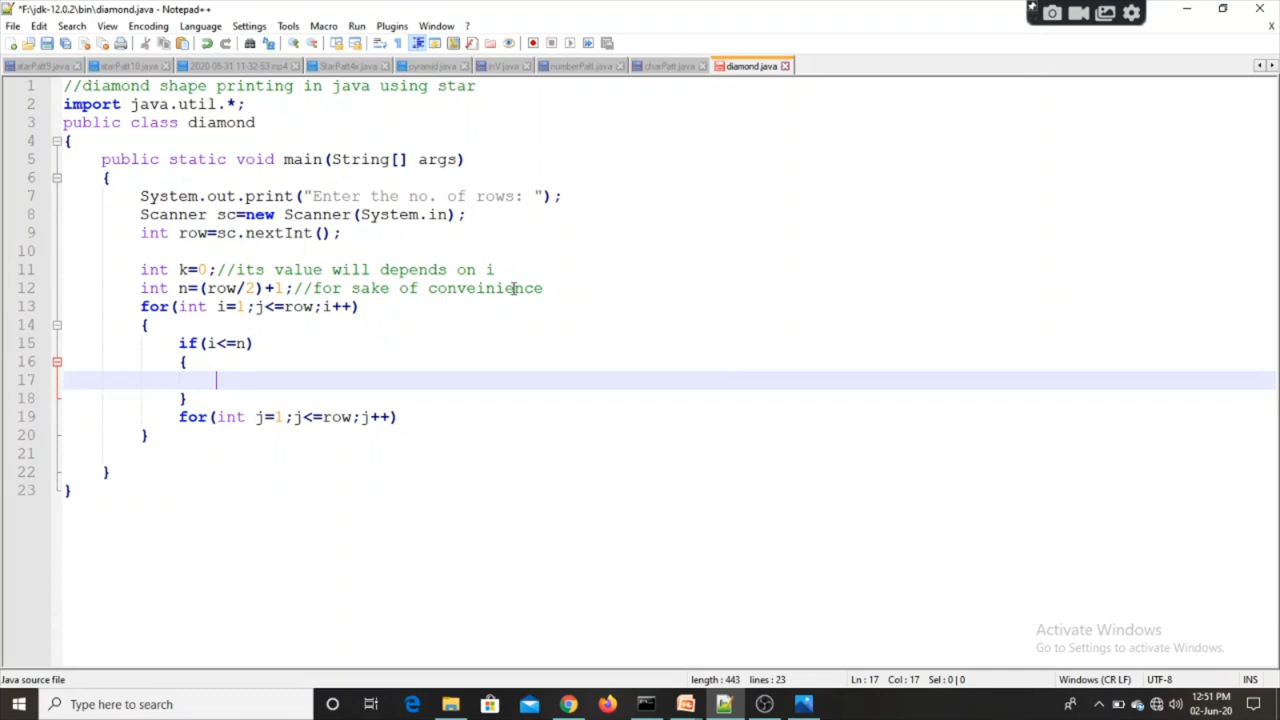 *F:\jdk-12.0.2\bin\diamond.java - Notepad++
File Edit Search View Encoding Language Settings Tools Macro Run Plugins Window ?
starPatt9.java starPatt10.java 2020-05-31 11-32-53.mp4 StarPatt4x.java pyramid.java inV.java numberPatt.java charPatt.java diamond.java
1 //diamond shape printing in java using star
2 import java.util.*;
3 public class diamond
4 {
5 public static void main(String[] args)
6 {
7 System.out.print("Enter the no. of rows: ");
8 Scanner sc=new Scanner(System.in);
9 int row=sc.nextInt();
10
11 int k=0;//its value will depends on i
12 int n=(row/2)+1;//for sake of conveinience
13 for(int i=1;j<=row;i++)
14 {
15 if(i<=n)
16 {
17
18 }
19 for(int j=1;j<=row;j++)
20 }
21
22 }
23 }
Activate Windows
Go to Settings to activate Windows.
Java source file length : 443 lines : 23 Ln : 17 Col : 17 Sel : 0 | 0 Windows (CR LF) UTF-8 INS
Type here to search
12:51 PM
02-Jun-20